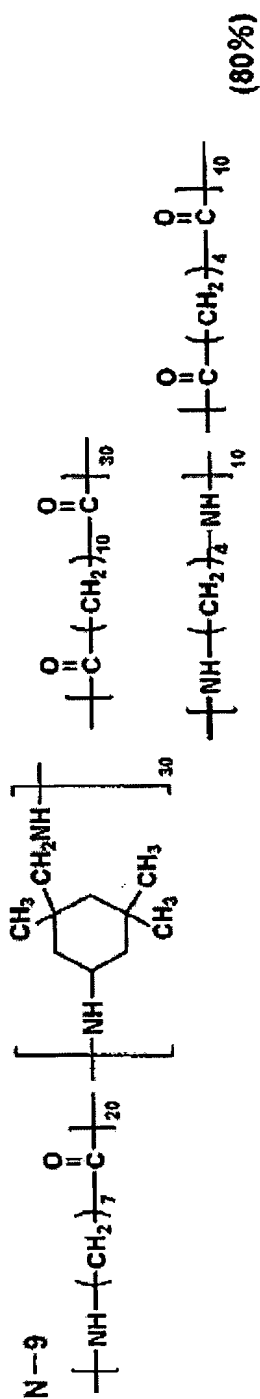 N-9
O
[NH-(CH₂)₇-C]₂₀
CH₃ CH₂NH
[NH CH₃ CH₃]₃₀
O O
[C-(CH₂)₁₀-C]₃₀
O O
[NH-(CH₂)₄-NH]₁₀ [C-(CH₂)₄-C]₁₀
(80%)